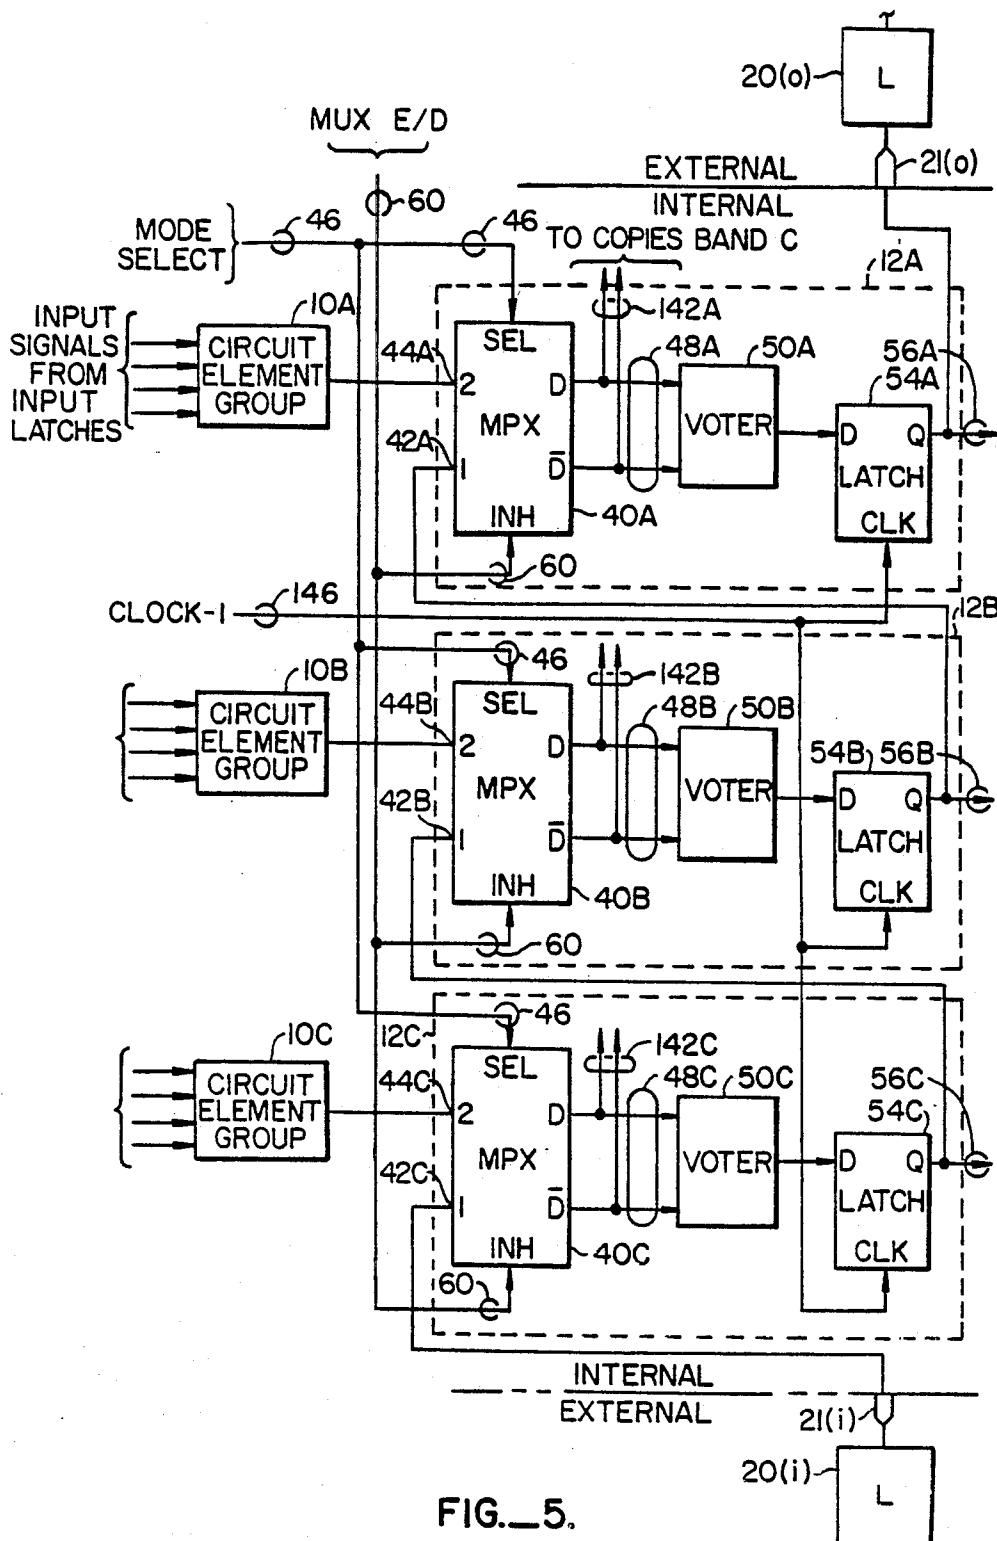 20(o)
L
MUX E/D
21(o)
EXTERNAL
INTERNAL
60
46
46
MODE
SELECT
TO COPIES B AND C
12A
10A
142A
INPUT
SIGNALS
FROM
INPUT
LATCHES
CIRCUIT
ELEMENT
GROUP
44A
SEL
2
MPX
D
48A
50A
VOTER
56A
54A
D Q
LATCH
CLK
42A
1
D̅
INH
40A
60
CLOCK-1
146
12B
46
10B
142B
CIRCUIT
ELEMENT
GROUP
44B
SEL
2
MPX
D
48B
50B
VOTER
54B 56B
D Q
LATCH
CLK
42B
1
D̅
INH
40B
60
46
12C
10C
142C
CIRCUIT
ELEMENT
GROUP
44C
SEL
2
MPX
D
48C
50C
VOTER
56C
54C
D Q
LATCH
CLK
42C
1
D̅
INH
40C
60
INTERNAL
EXTERNAL
21(i)
20(i)
L
FIG._5.